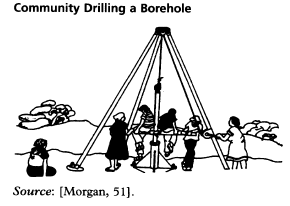 Community Drilling a Borehole
Source: [Morgan, 51].